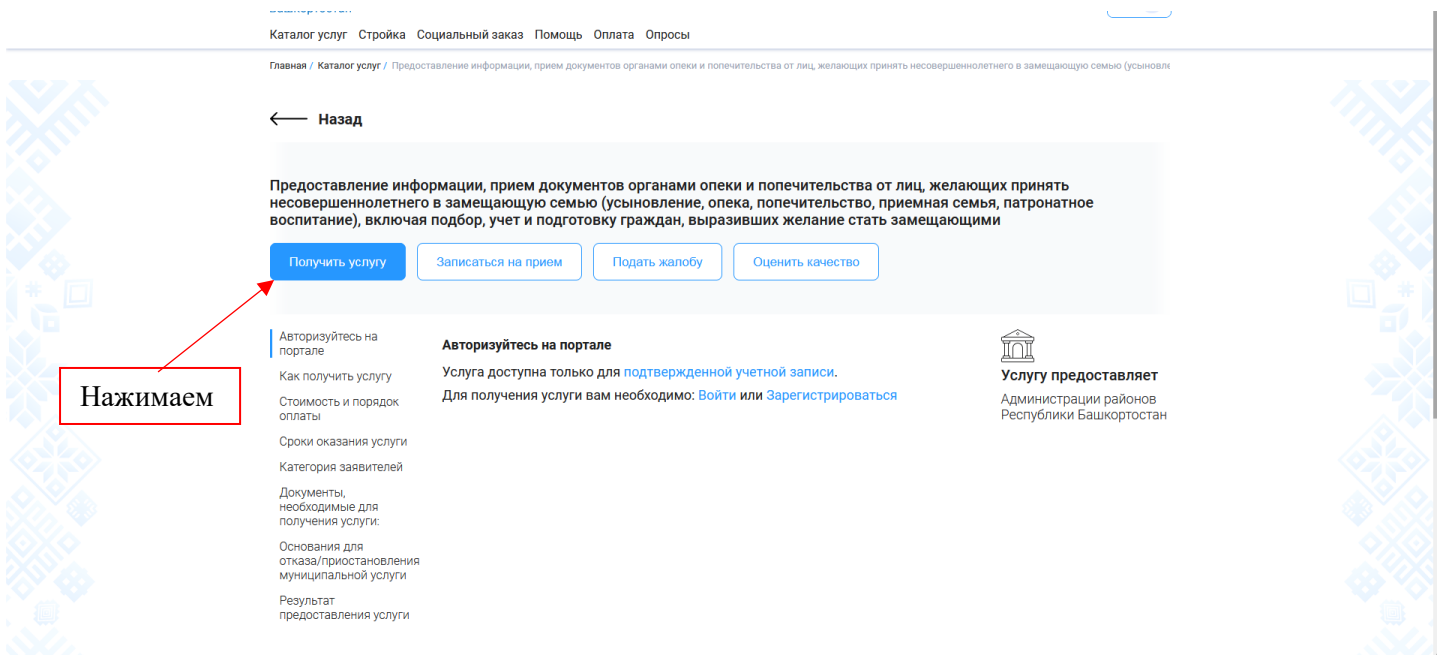 Каталог услуг Стройка Социальный заказ Помощь Оплата Опросы
Главная / Каталог услуг / Предоставление информации, прием документов органами опеки и попечительства от лиц, желающих принять несовершеннолетнего в замещающую семью (усыновле
Назад
Предоставление информации, прием документов органами опеки и попечительства от лиц, желающих принять
несовершеннолетнего в замещающую семью (усыновление, опека, попечительство, приемная семья, патронатное
воспитание), включая подбор, учет и подготовку граждан, выразивших желание стать замещающими
Получить услугу Записаться на прием Подать жалобу Оценить качество
Нажимаем
Авторизуйтесь на
портале
Как получить услугу
Стоимость и порядок
оплаты
Сроки оказания услуги
Категория заявителей
Документы,
необходимые для
получения услуги:
Основания для
отказа/приостановления
муниципальной услуги
Результат
предоставления услуги
Авторизуйтесь на портале
Услуга доступна только для подтвержденной учетной записи.
Для получения услуги вам необходимо: Войти или Зарегистрироваться
Услугу предоставляет
Администрации районов
Республики Башкортостан